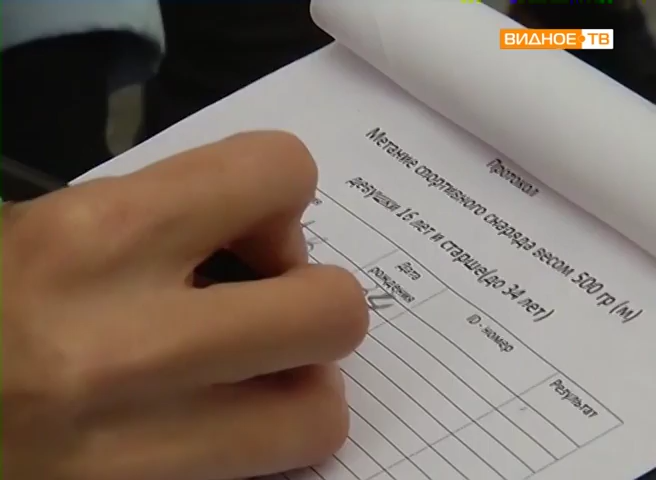 ВИДНОЕ ТВ
Протокол
Метание спортивного снаряда весом 500 гр (м)
девушки 16 лет и старше(до 34 лет)
Дата
рождения
ID - номер
Результат